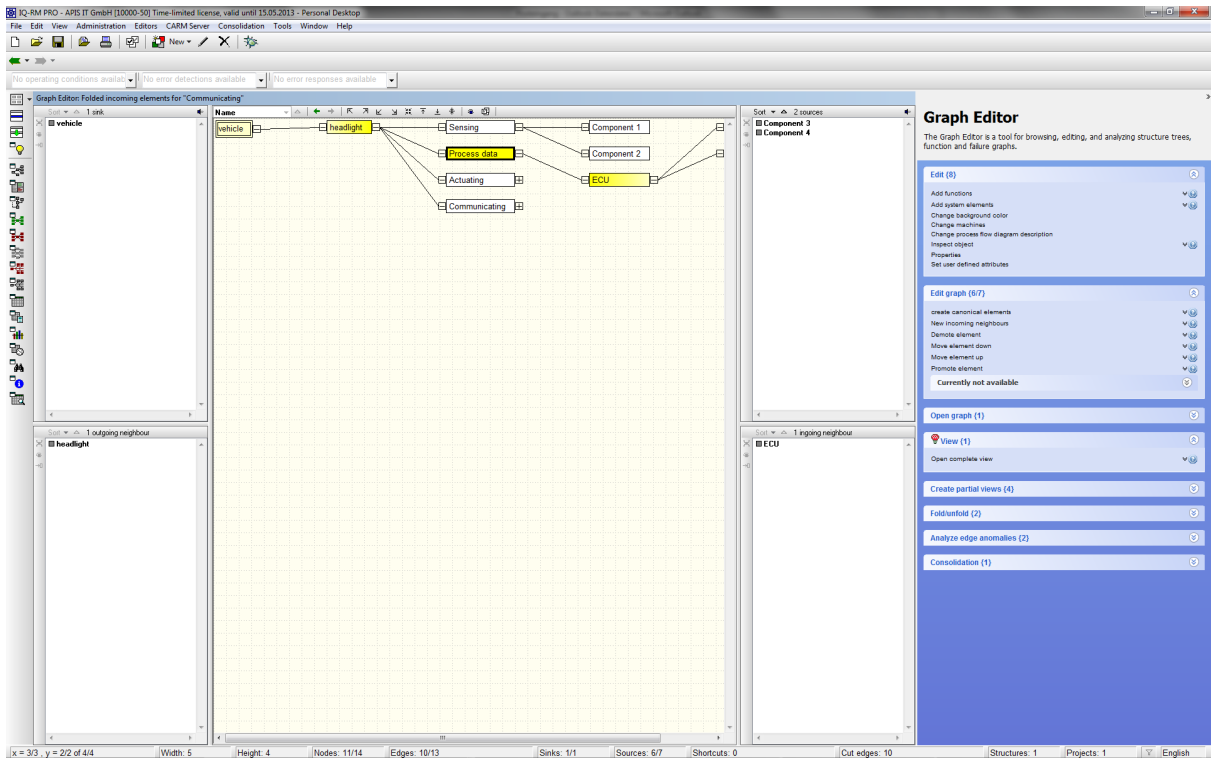 IQ-RM PRO - APIS IT GmbH [10000-50] Time-limited license, valid until 15.05.2013 - Personal Desktop
File Edit View Administration Editors CARM Server Consolidation Tools Window Help
New
No operating conditions availab No error detections available No error responses available
Graph Editor: Folded incoming elements for "Communicating"
Sort 1 sink
vehicle
Name
vehicle headlight Sensing Component 1
Process data Component 2
Actuating ECU
Communicating
Sort 2 sources
Component 3
Component 4
Sort 1 outgoing neighbour
headlight
Sort 1 ingoing neighbour
ECU
Graph Editor
The Graph Editor is a tool for browsing, editing, and analyzing structure trees,
function and failure graphs.
Edit {8}
Add functions
Add system elements
Change background color
Change machines
Change process flow diagram description
Inspect object
Properties
Set user defined attributes
Edit graph {6/7}
create canonical elements
New incoming neighbours
Demote element
Move element down
Move element up
Promote element
Currently not available
Open graph {1}
View {1}
Open complete view
Create partial views {4}
Fold/unfold {2}
Analyze edge anomalies {2}
Consolidation {1}
x = 3/3 , y = 2/2 of 4/4 Width: 5 Height: 4 Nodes: 11/14 Edges: 10/13 Sinks: 1/1 Sources: 6/7 Shortcuts: 0 Cut edges: 10 Structures: 1 Projects: 1 English